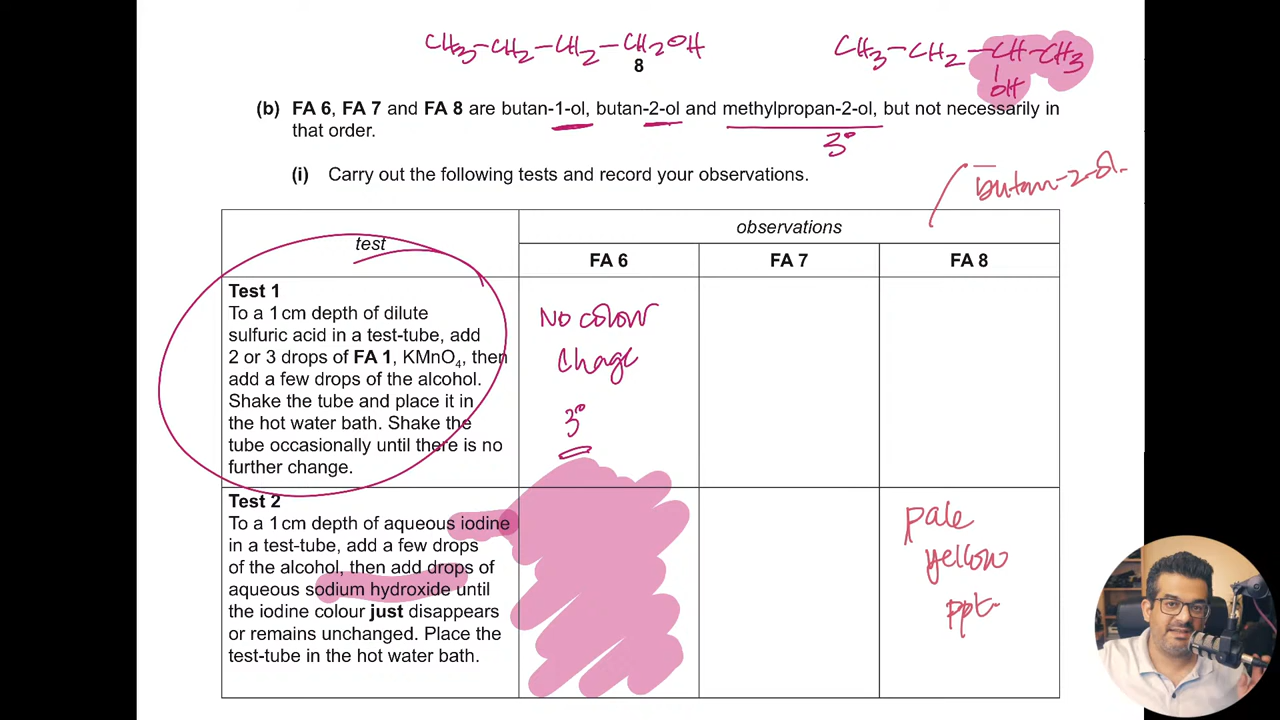 CH3-CH2-CH2-CH2OH
CH3-CH2-CH-CH3
OH
8
(b) FA 6, FA 7 and FA 8 are butan-1-ol, butan-2-ol and methylpropan-2-ol, but not necessarily in
that order.
3°
(i) Carry out the following tests and record your observations.
butan-2-ol.
test
observations
FA 6 FA 7 FA 8
Test 1
To a 1 cm depth of dilute
sulfuric acid in a test-tube, add
2 or 3 drops of FA 1, KMnO4, then
add a few drops of the alcohol.
Shake the tube and place it in
the hot water bath. Shake the
tube occasionally until there is no
further change.
No colour
chage
3°
Test 2
To a 1 cm depth of aqueous iodine
in a test-tube, add a few drops
of the alcohol, then add drops of
aqueous sodium hydroxide until
the iodine colour just disappears
or remains unchanged. Place the
test-tube in the hot water bath.
pale
yellow
ppt